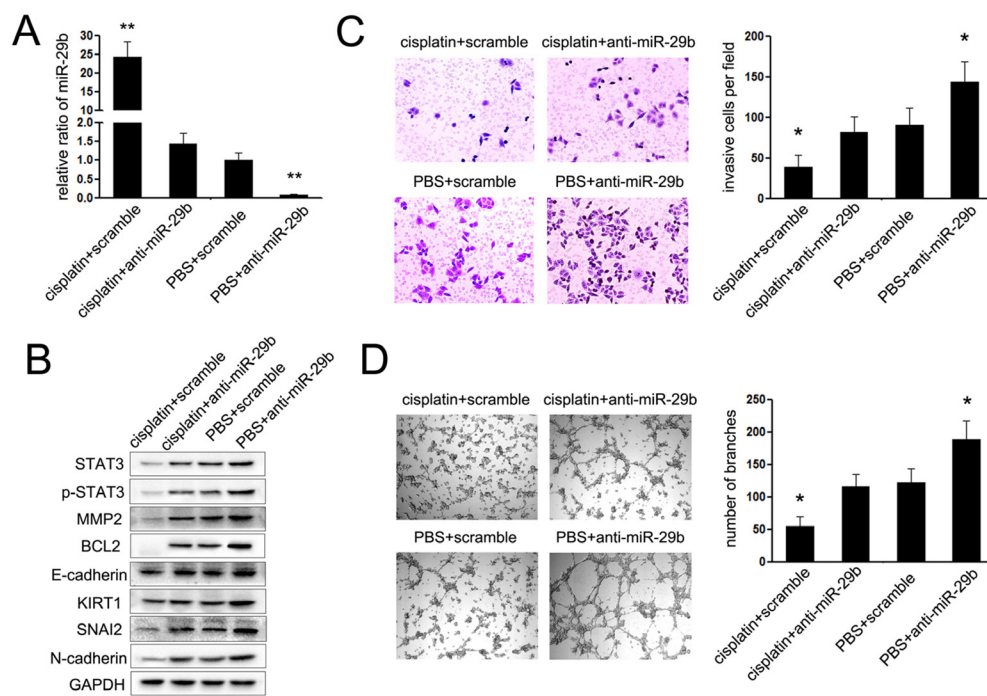 A
relative ratio of miR-29b
30
25
20
15
10
2.0
1.5
1.0
0.5
0.0
**
**
cisplatin+scramble
cisplatin+anti-miR-29b
PBS+scramble
PBS+anti-miR-29b
B
cisplatin+scramble
cisplatin+anti-miR-29b
PBS+scramble
PBS+anti-miR-29b
STAT3
p-STAT3
MMP2
BCL2
E-cadherin
KIRT1
SNAI2
N-cadherin
GAPDH
C
cisplatin+scramble cisplatin+anti-miR-29b
PBS+scramble PBS+anti-miR-29b
invasive cells per field
200
150
100
50
0
*
*
cisplatin+scramble
cisplatin+anti-miR-29b
PBS+scramble
PBS+anti-miR-29b
D
cisplatin+scramble cisplatin+anti-miR-29b
PBS+scramble PBS+anti-miR-29b
number of branches
250
200
150
100
50
0
*
*
cisplatin+scramble
cisplatin+anti-miR-29b
PBS+scramble
PBS+anti-miR-29b